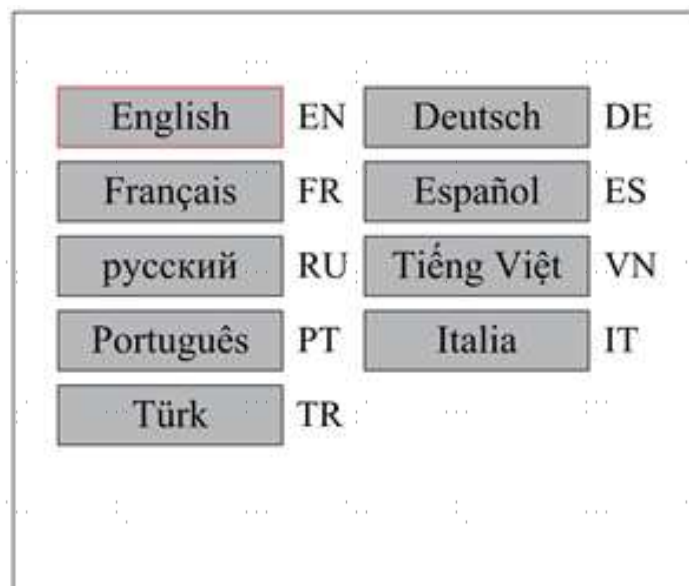 English EN Deutsch DE
Français FR Español ES
русский RU Tiếng Việt VN
Português PT Italia IT
Türk TR